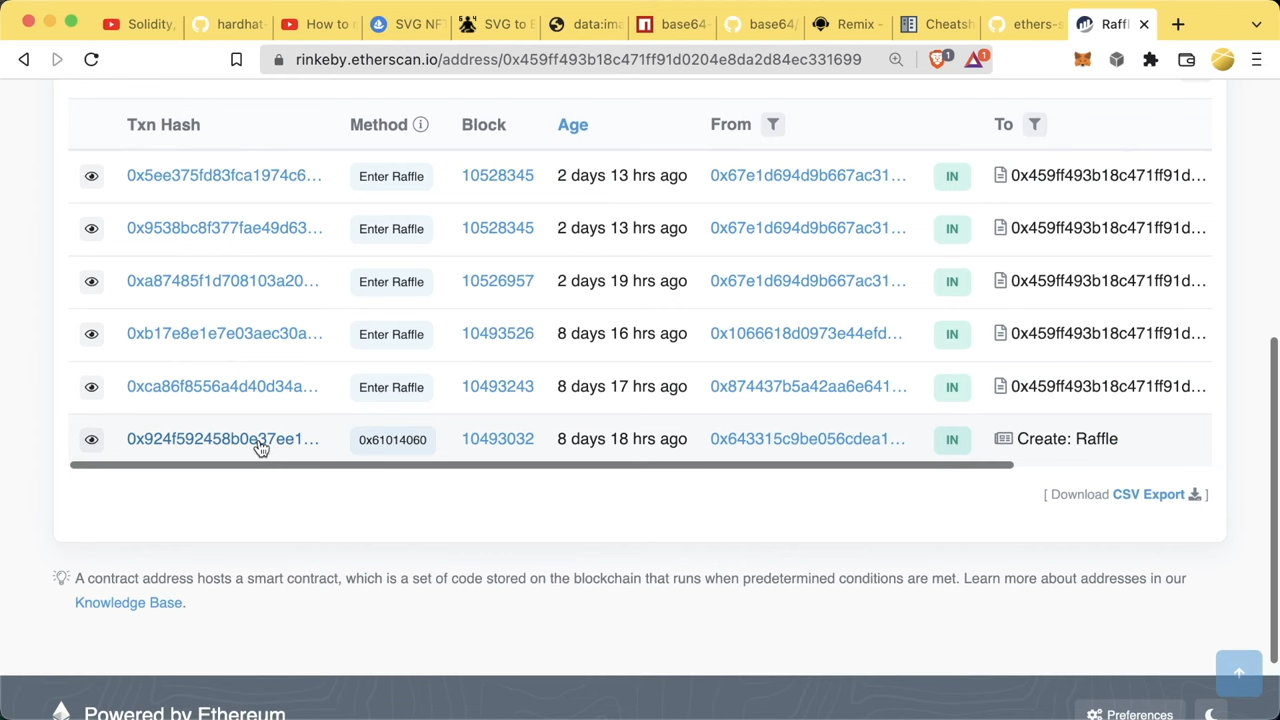 Solidity,
hardhat-
How to
SVG NF
SVG to
data:ima
base64-
base64/
Remix -
Cheatsh
ethers-s
Raffl
rinkeby.etherscan.io/address/0x459ff493b18c471ff91d0204e8da2d84ec331699
1
1
Txn Hash Method Block Age From To
0x5ee375fd83fca1974c6... Enter Raffle 10528345 2 days 13 hrs ago 0x67e1d694d9b667ac31... IN 0x459ff493b18c471ff91d...
0x9538bc8f377fae49d63... Enter Raffle 10528345 2 days 13 hrs ago 0x67e1d694d9b667ac31... IN 0x459ff493b18c471ff91d...
0xa87485f1d708103a20... Enter Raffle 10526957 2 days 19 hrs ago 0x67e1d694d9b667ac31... IN 0x459ff493b18c471ff91d...
0xb17e8e1e7e03aec30a... Enter Raffle 10493526 8 days 16 hrs ago 0x1066618d0973e44efd... IN 0x459ff493b18c471ff91d...
0xca86f8556a4d40d34a... Enter Raffle 10493243 8 days 17 hrs ago 0x874437b5a42aa6e641... IN 0x459ff493b18c471ff91d...
0x924f592458b0e37ee1... 0x61014060 10493032 8 days 18 hrs ago 0x643315c9be056cdea1... IN Create: Raffle
[ Download CSV Export ]
A contract address hosts a smart contract, which is a set of code stored on the blockchain that runs when predetermined conditions are met. Learn more about addresses in our
Knowledge Base.
Powered by Ethereum
Preferences